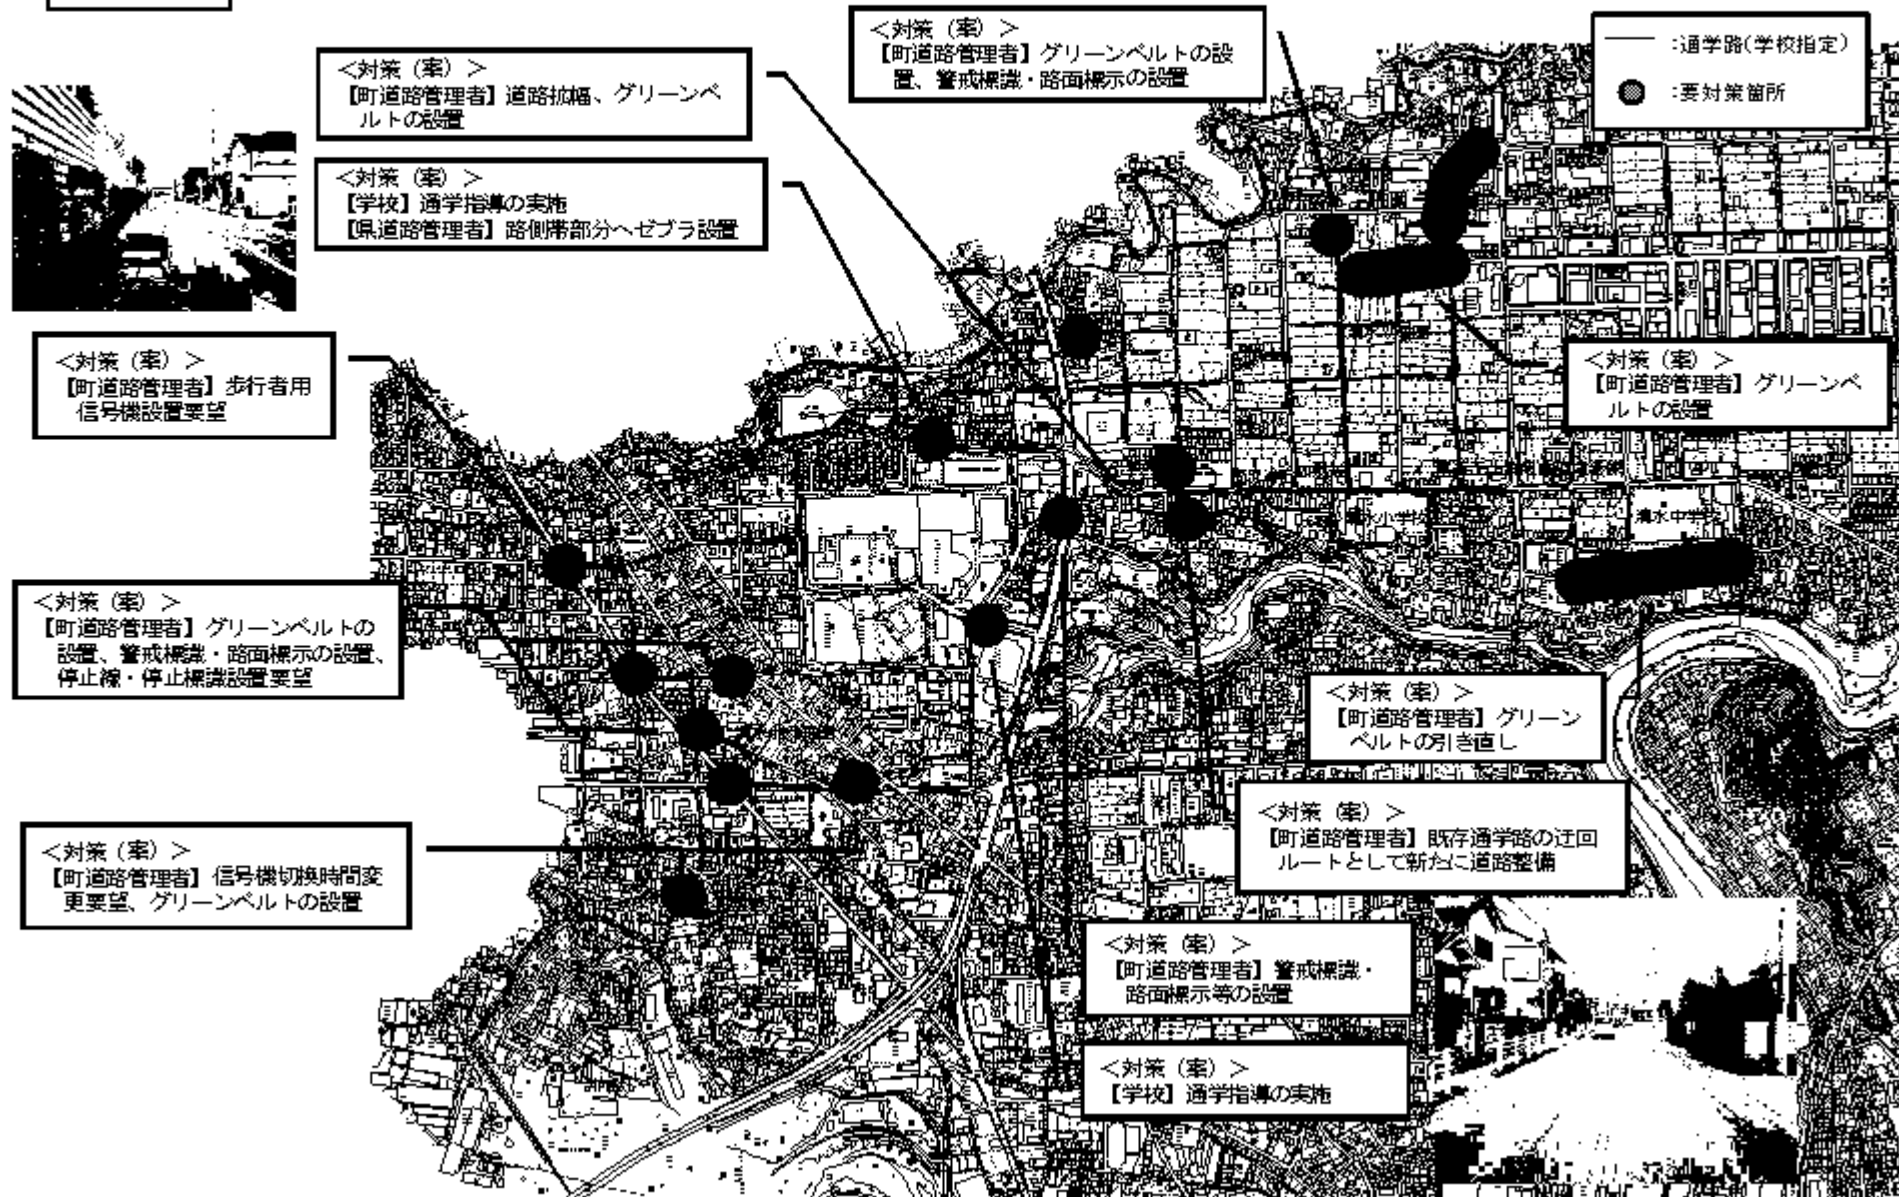 <対策（案）>
【町道路管理者】グリーンベルトの設
置、警戒標識・路面標示の設置
：通学路(学校指定)
：要対策箇所
<対策（案）>
【町道路管理者】道路拡幅、グリーンベ
ルトの設置
<対策（案）>
【学校】通学指導の実施
【県道路管理者】路側帯部分へゼブラ設置
<対策（案）>
【町道路管理者】歩行者用
信号機設置要望
<対策（案）>
【町道路管理者】グリーンベ
ルトの設置
清水小学校
清水中学校
<対策（案）>
【町道路管理者】グリーンベルトの
設置、警戒標識・路面標示の設置、
停止線・停止標識設置要望
<対策（案）>
【町道路管理者】グリーン
ベルトの引き直し
<対策（案）>
【町道路管理者】既存通学路の迂回
ルートとして新たに道路整備
<対策（案）>
【町道路管理者】信号機切換時間変
更要望、グリーンベルトの設置
<対策（案）>
【町道路管理者】警戒標識・
路面標示等の設置
<対策（案）>
【学校】通学指導の実施